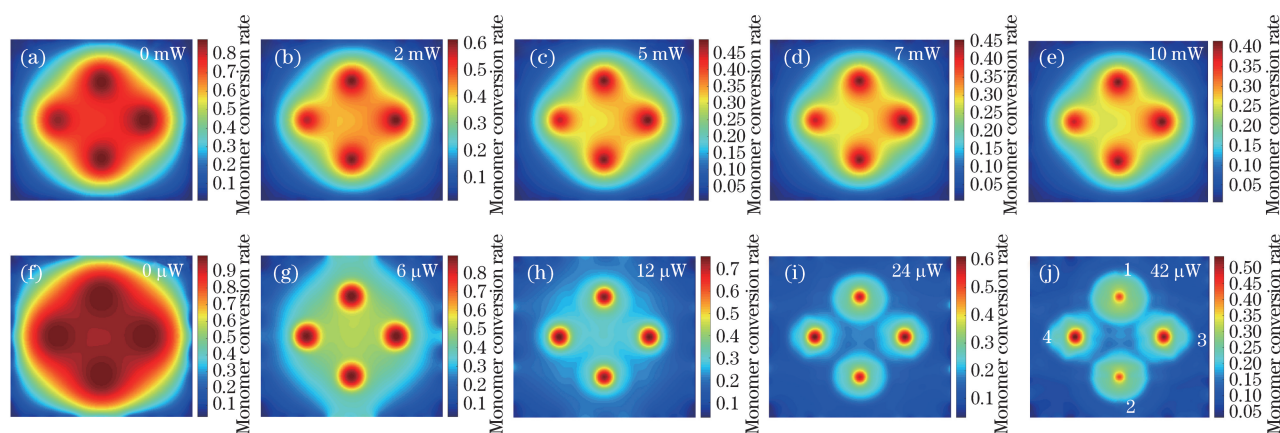 (a)
0 mW
0.8
0.7
0.6
0.5
0.4
0.3
0.2
0.1
Monomer conversion rate
(b)
2 mW
0.6
0.5
0.4
0.3
0.2
0.1
Monomer conversion rate
(c)
5 mW
0.45
0.40
0.35
0.30
0.25
0.20
0.15
0.10
0.05
Monomer conversion rate
(d)
7 mW
0.45
0.40
0.35
0.30
0.25
0.20
0.15
0.10
0.05
Monomer conversion rate
(e)
10 mW
0.40
0.35
0.30
0.25
0.20
0.15
0.10
0.05
Monomer conversion rate
(f)
0 μW
0.9
0.8
0.7
0.6
0.5
0.4
0.3
0.2
0.1
Monomer conversion rate
(g)
6 μW
0.8
0.7
0.6
0.5
0.4
0.3
0.2
0.1
Monomer conversion rate
(h)
12 μW
0.7
0.6
0.5
0.4
0.3
0.2
0.1
Monomer conversion rate
(i)
24 μW
0.6
0.5
0.4
0.3
0.2
0.1
Monomer conversion rate
(j)
1
42 μW
4
3
2
0.50
0.45
0.40
0.35
0.30
0.25
0.20
0.15
0.10
0.05
Monomer conversion rate